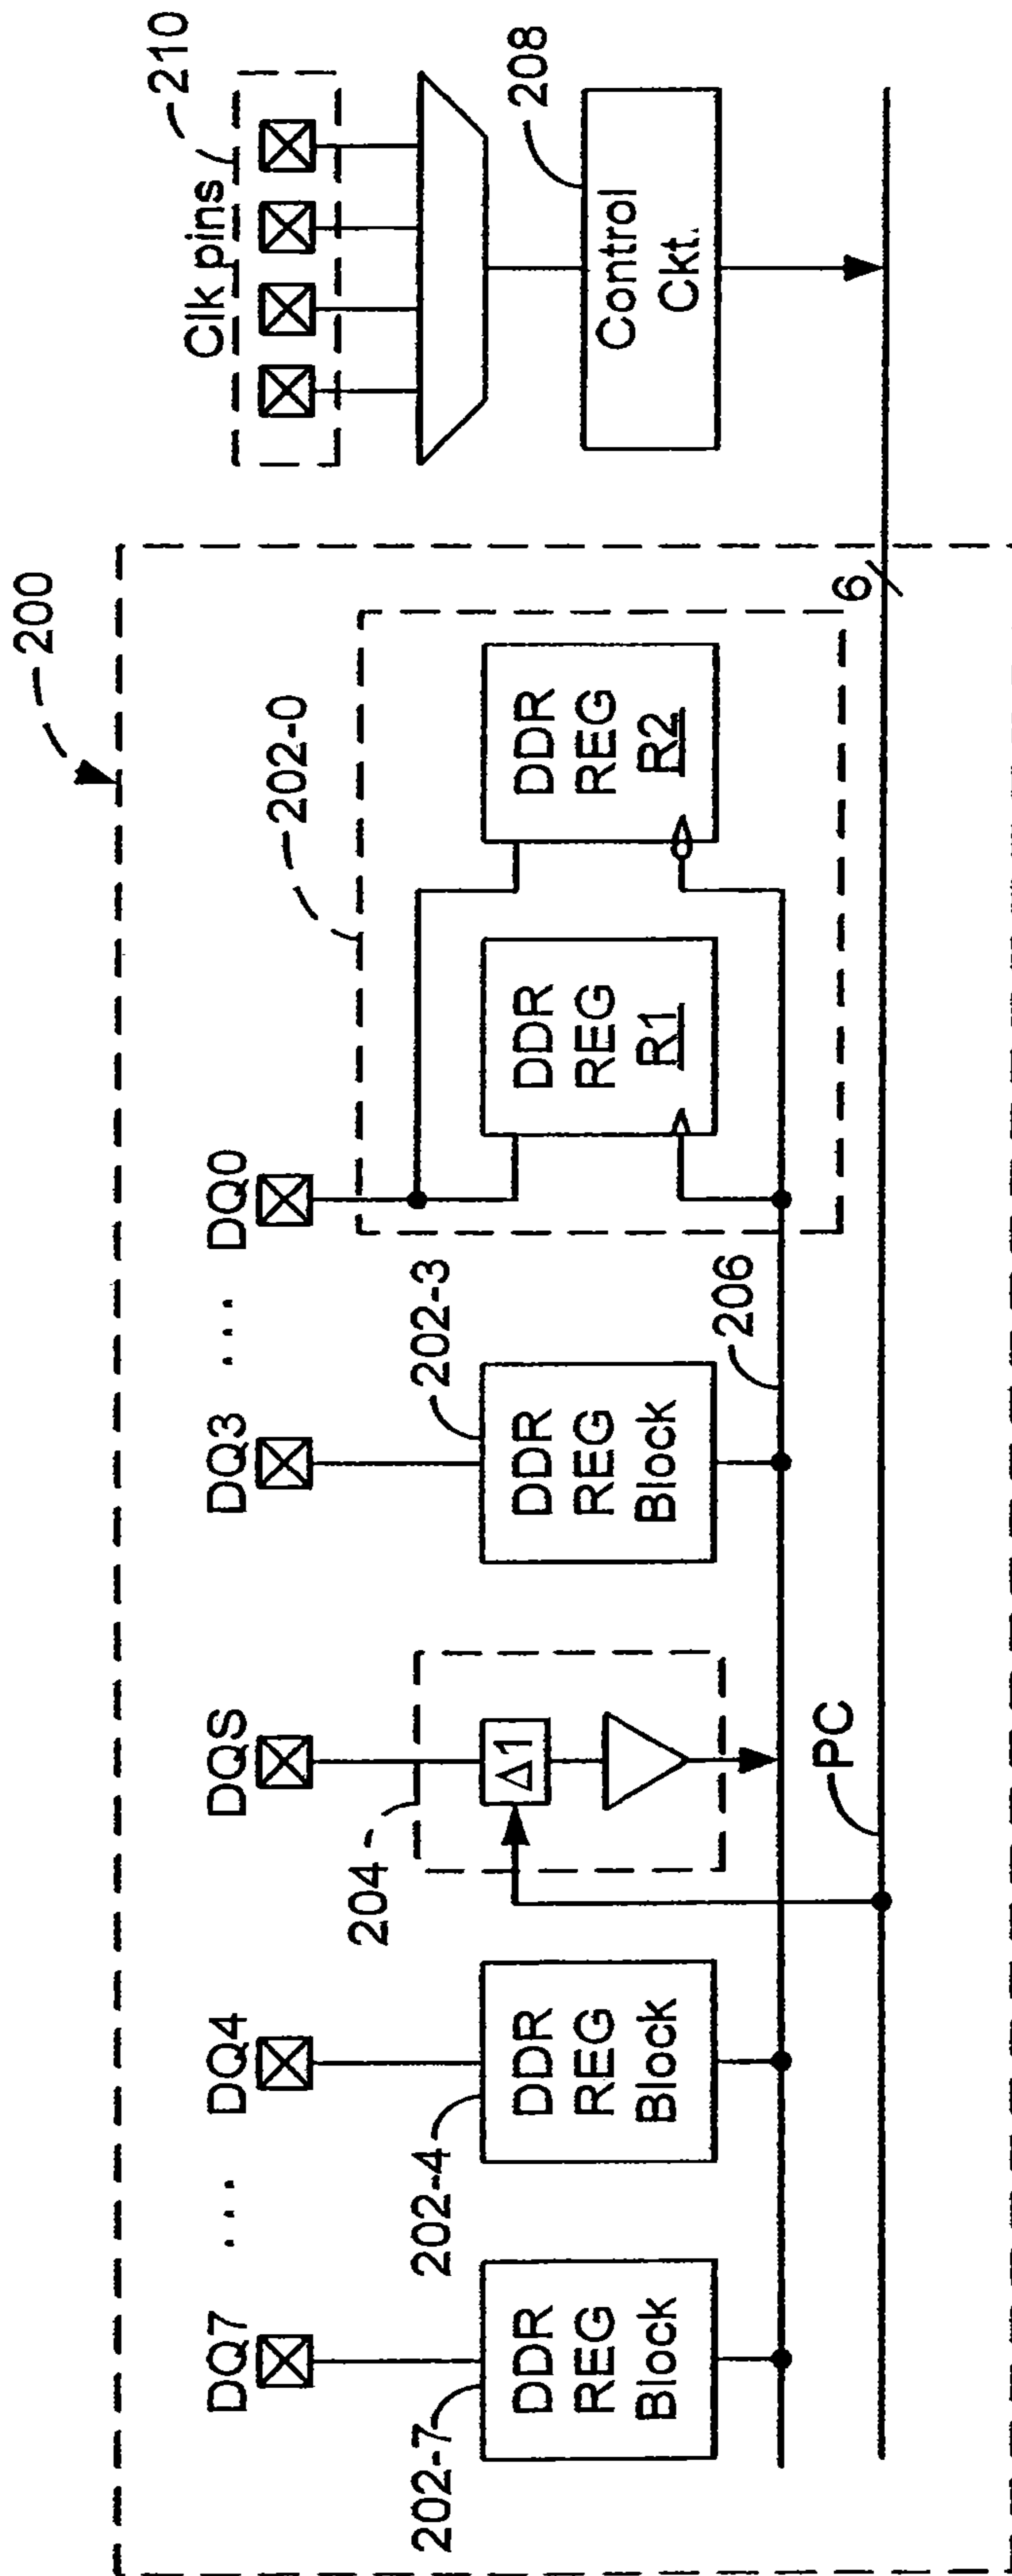 200
210
Clk pins
208
Control
Ckt.
DQ7
...
DQ4
DQS
DQ3
...
DQ0
202-0
202-7
DDR
REG
Block
202-4
DDR
REG
Block
204
Δ1
202-3
DDR
REG
Block
DDR
REG
R1
DDR
REG
R2
206
PC
6